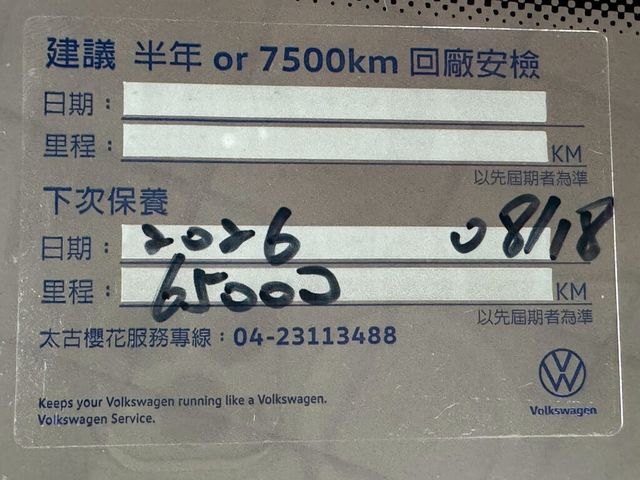 建議 半年 or 7500km 回廠安檢
日期：
里程： KM
以先屆期者為準
下次保養
日期：2026 08/18
里程：65000 KM
以先屆期者為準
太古櫻花服務專線：04-23113488
Keeps your Volkswagen running like a Volkswagen.
Volkswagen Service.
Volkswagen